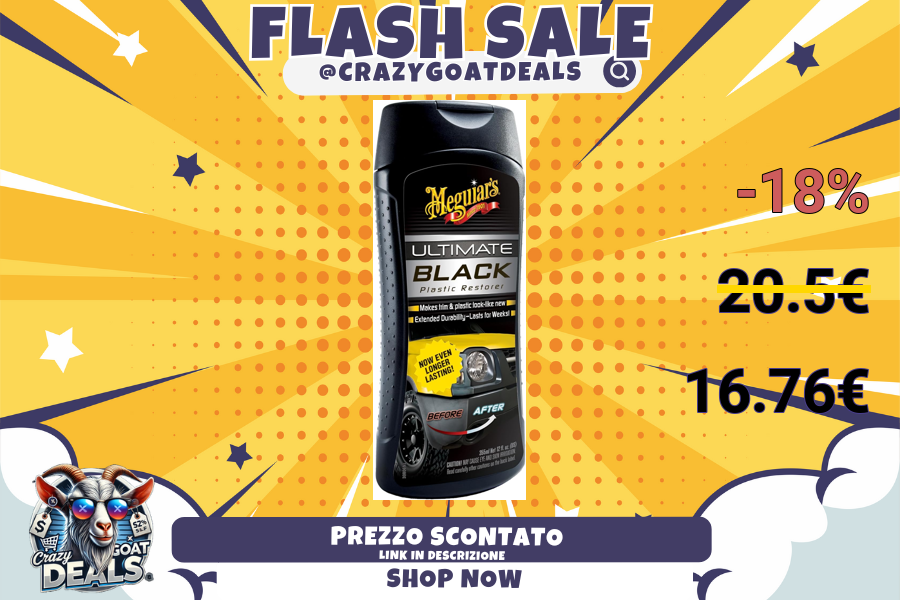 FLASH SALE
@CRAZYGOATDEALS
-18%
20.5€
16.76€
Meguiar's
ULTIMATE
BLACK
Plastic Restorer
Makes trim & plastic look-like new
Extended Durability-Lasts for Weeks!
NOW EVEN
LONGER
LASTING!
BEFORE
AFTER
$
52%
Crazy
GOAT
DEALS
PREZZO SCONTATO
LINK IN DESCRIZIONE
SHOP NOW